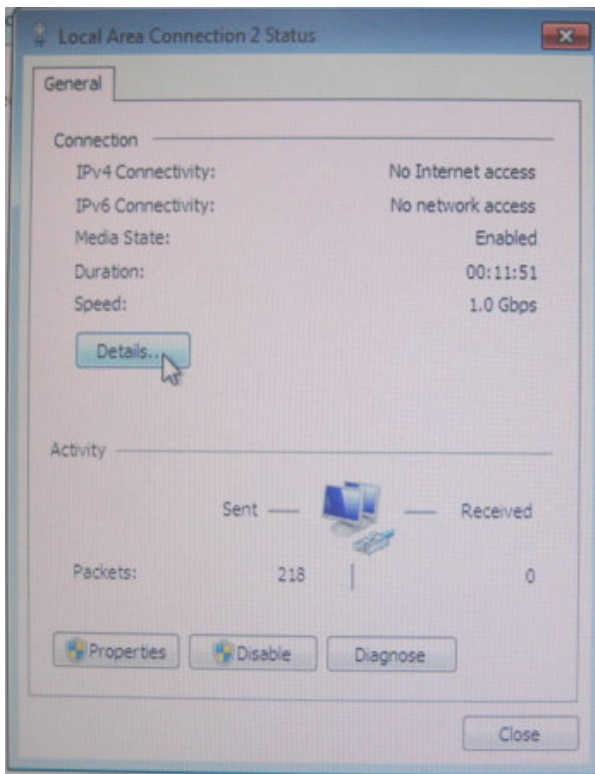 Local Area Connection 2 Status
General
Connection
IPv4 Connectivity: No Internet access
IPv6 Connectivity: No network access
Media State: Enabled
Duration: 00:11:51
Speed: 1.0 Gbps
Details...
Activity
Sent Received
Packets: 218 0
Properties Disable Diagnose
Close